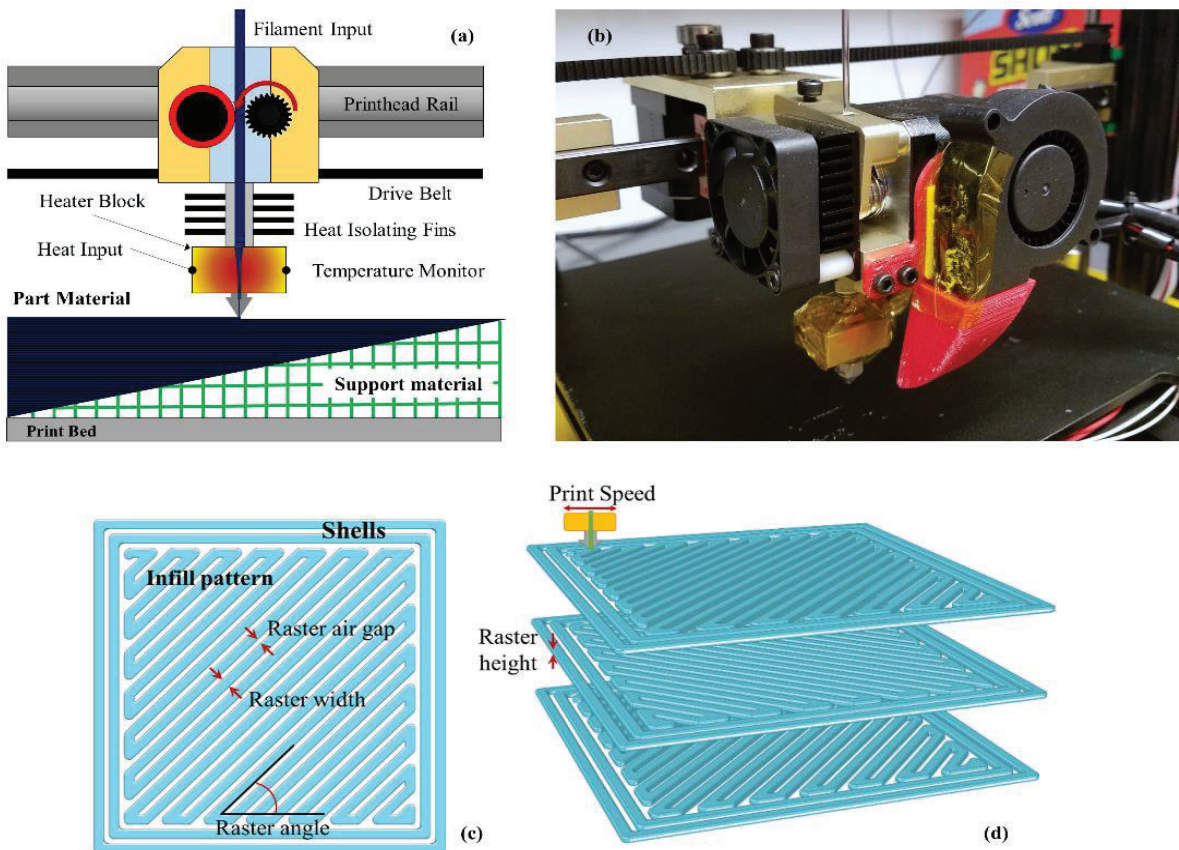 Filament Input
(a)
Printhead Rail
Drive Belt
Heater Block
Heat Isolating Fins
Heat Input
Temperature Monitor
Part Material
Support material
Print Bed
(b)
Print Speed
Shells
Infill pattern
Raster air gap
Raster width
Raster angle
(c)
Raster
height
(d)